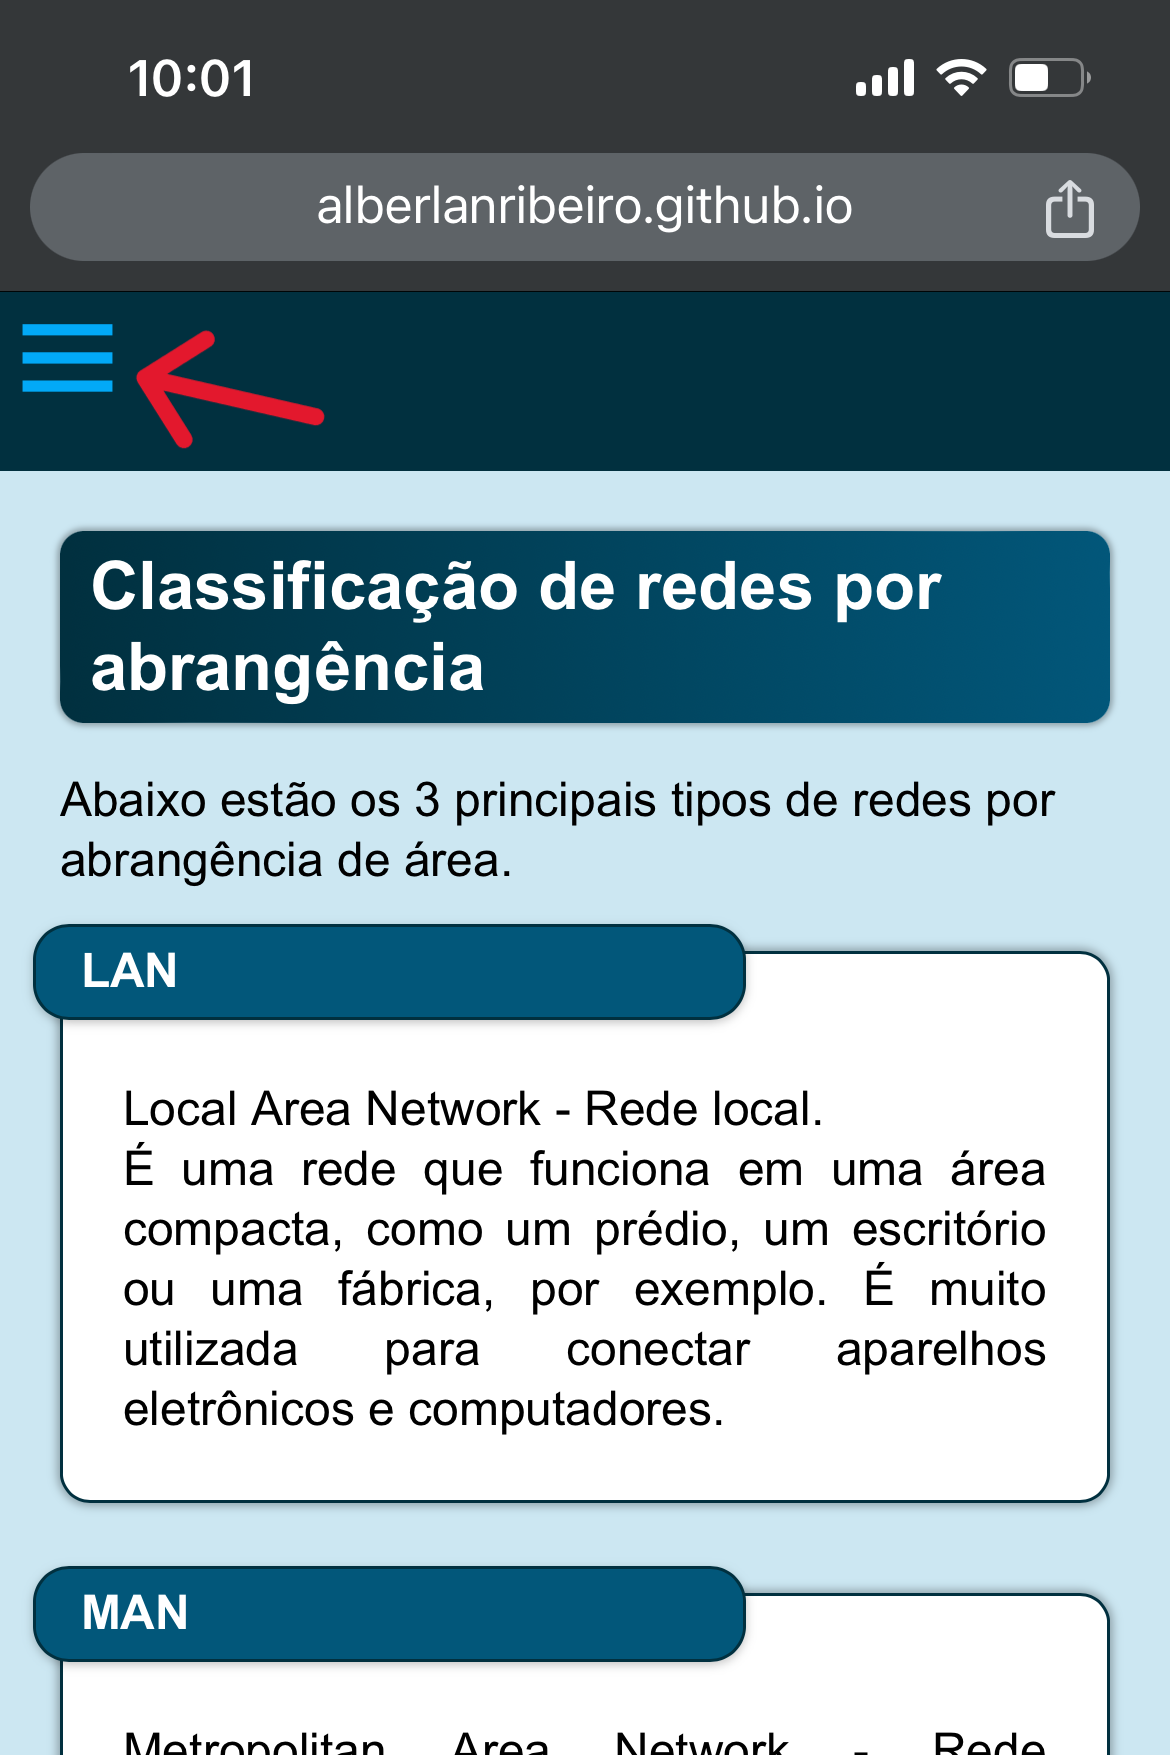 10:01
alberlanribeiro.github.io
Classificação de redes por
abrangência
Abaixo estão os 3 principais tipos de redes por
abrangência de área.
LAN
Local Area Network - Rede local.
É uma rede que funciona em uma área
compacta, como um prédio, um escritório
ou uma fábrica, por exemplo. É muito
utilizada para conectar aparelhos
eletrônicos e computadores.
MAN
Metropolitan Area Network - Rede